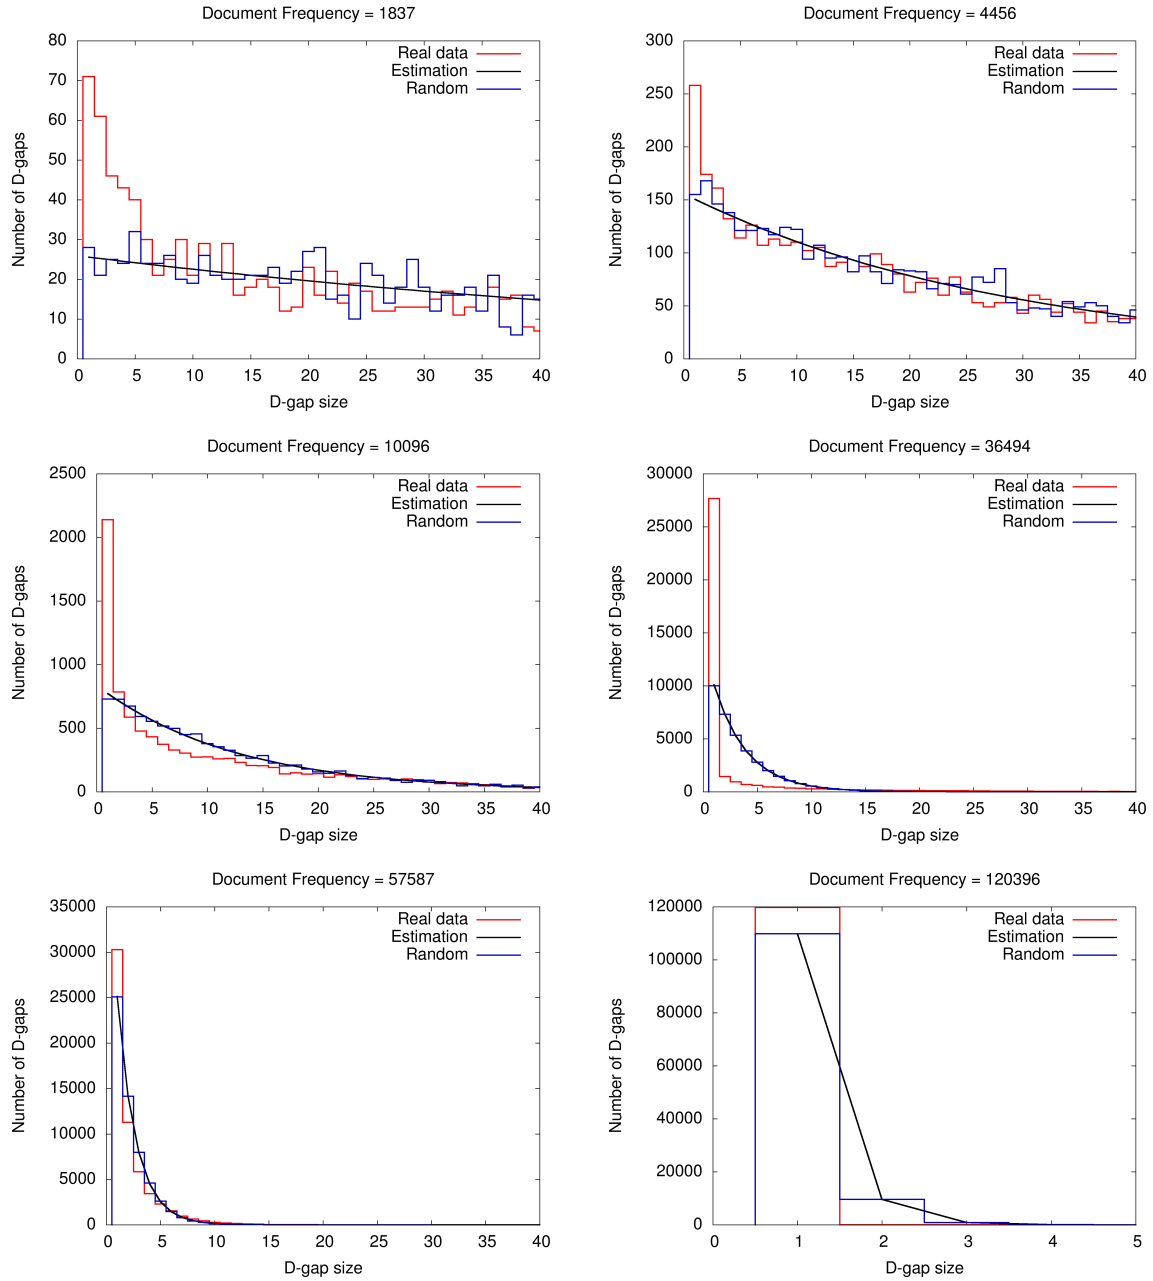 Document Frequency = 1837
Number of D-gaps
80
70
60
50
40
30
20
10
0
Real data
Estimation
Random
0 5 10 15 20 25 30 35 40
D-gap size
Document Frequency = 4456
Number of D-gaps
300
250
200
150
100
50
0
Real data
Estimation
Random
0 5 10 15 20 25 30 35 40
D-gap size
Document Frequency = 10096
Number of D-gaps
2500
2000
1500
1000
500
0
Real data
Estimation
Random
0 5 10 15 20 25 30 35 40
D-gap size
Document Frequency = 36494
Number of D-gaps
30000
25000
20000
15000
10000
5000
0
Real data
Estimation
Random
0 5 10 15 20 25 30 35 40
D-gap size
Document Frequency = 57587
Number of D-gaps
35000
30000
25000
20000
15000
10000
5000
0
Real data
Estimation
Random
0 5 10 15 20 25 30 35 40
D-gap size
Document Frequency = 120396
Number of D-gaps
120000
100000
80000
60000
40000
20000
0
Real data
Estimation
Random
0 1 2 3 4 5
D-gap size